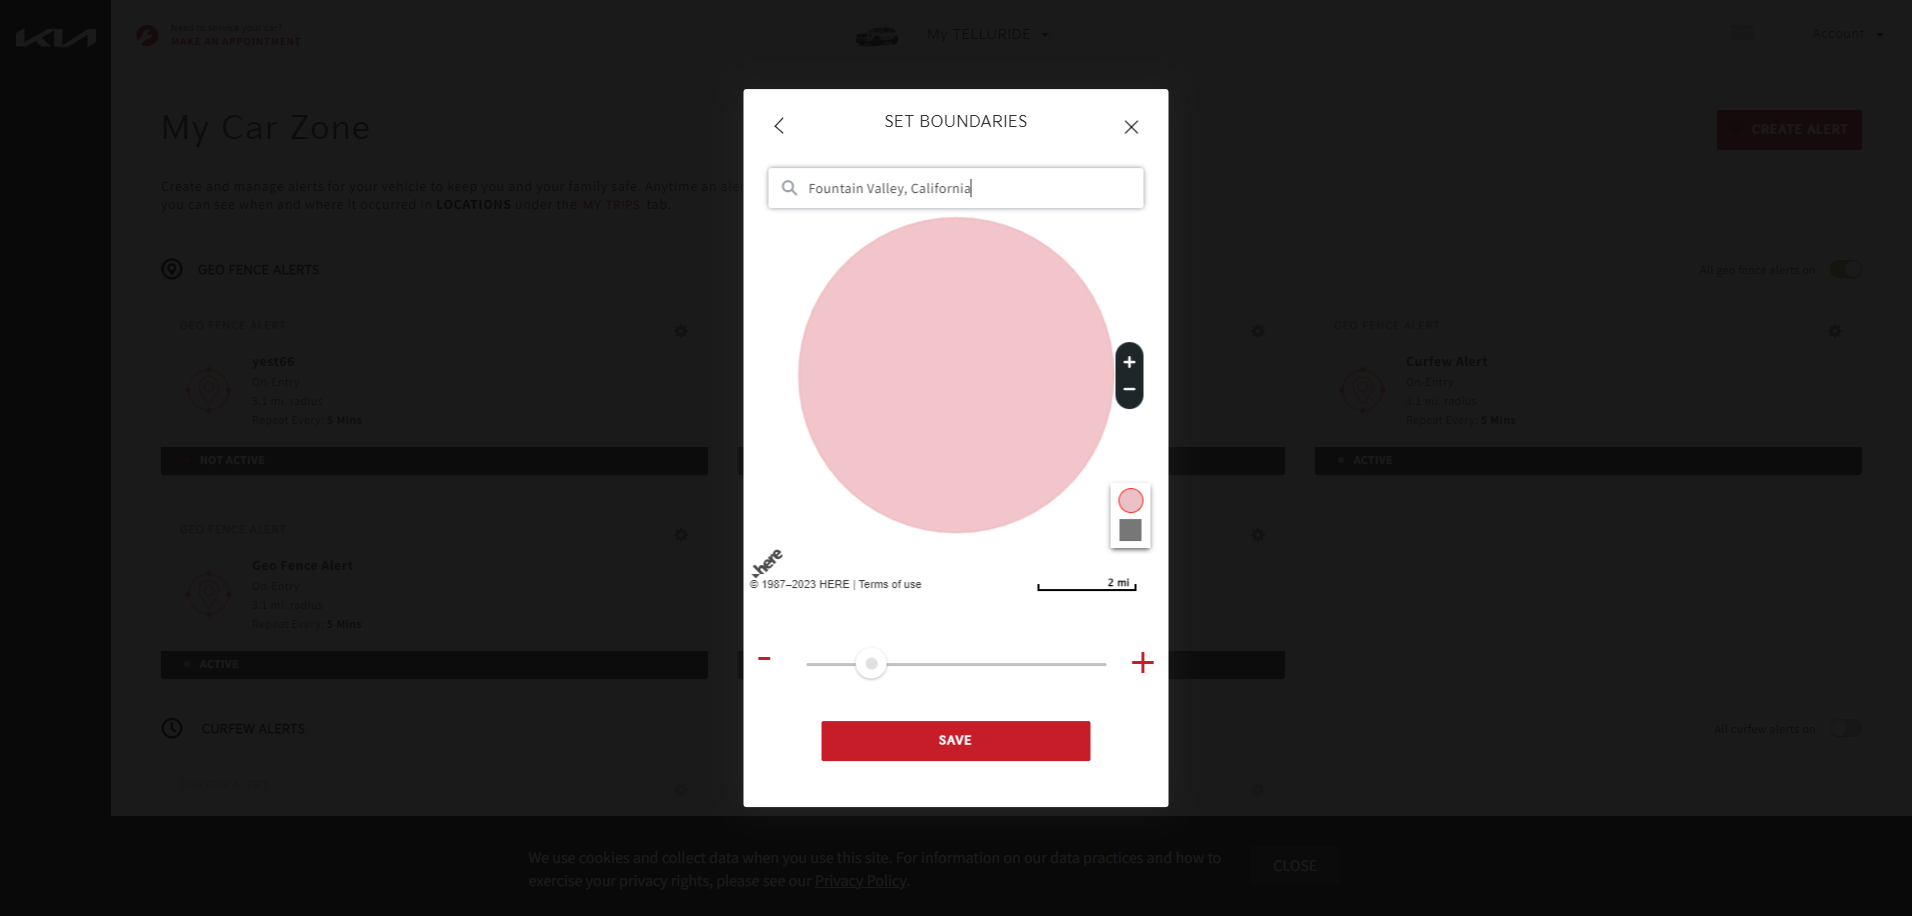 KIA
Need to service your car?
MAKE AN APPOINTMENT
My TELLURIDE
Account
My Car Zone
CREATE ALERT
Create and manage alerts for your vehicle to keep you and your family safe. Anytime an aler
you can see when and where it occurred in LOCATIONS under the MY TRIPS tab.
SET BOUNDARIES
Fountain Valley, California
GEO FENCE ALERTS
All geo fence alerts on
GEO FENCE ALERT
yest66
On-Entry
3.1 mi. radius
Repeat Every: 5 Mins
NOT ACTIVE
GEO FENCE ALERT
Curfew Alert
On-Entry
3.1 mi. radius
Repeat Every: 5 Mins
ACTIVE
GEO FENCE ALERT
Geo Fence Alert
On-Entry
3.1 mi. radius
Repeat Every: 5 Mins
ACTIVE
+
−
here
© 1987–2023 HERE | Terms of use
2 mi
-
+
SAVE
CURFEW ALERTS
All curfew alerts on
CURFEW ALERT
We use cookies and collect data when you use this site. For information on our data practices and how to
exercise your privacy rights, please see our Privacy Policy.
CLOSE